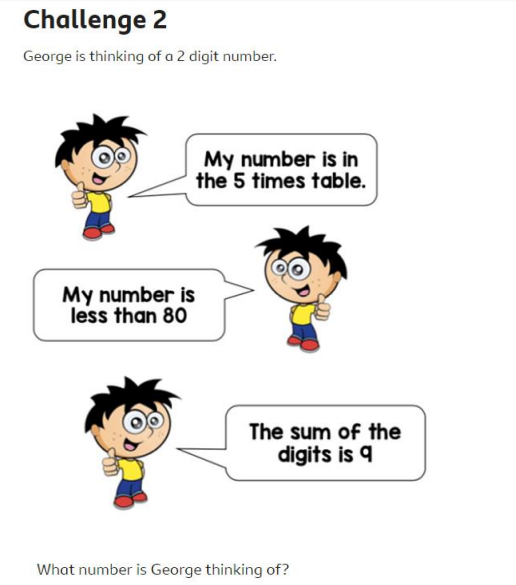 Challenge 2
George is thinking of a 2 digit number.
My number is in
the 5 times table.
My number is
less than 80
The sum of the
digits is 9
What number is George thinking of?